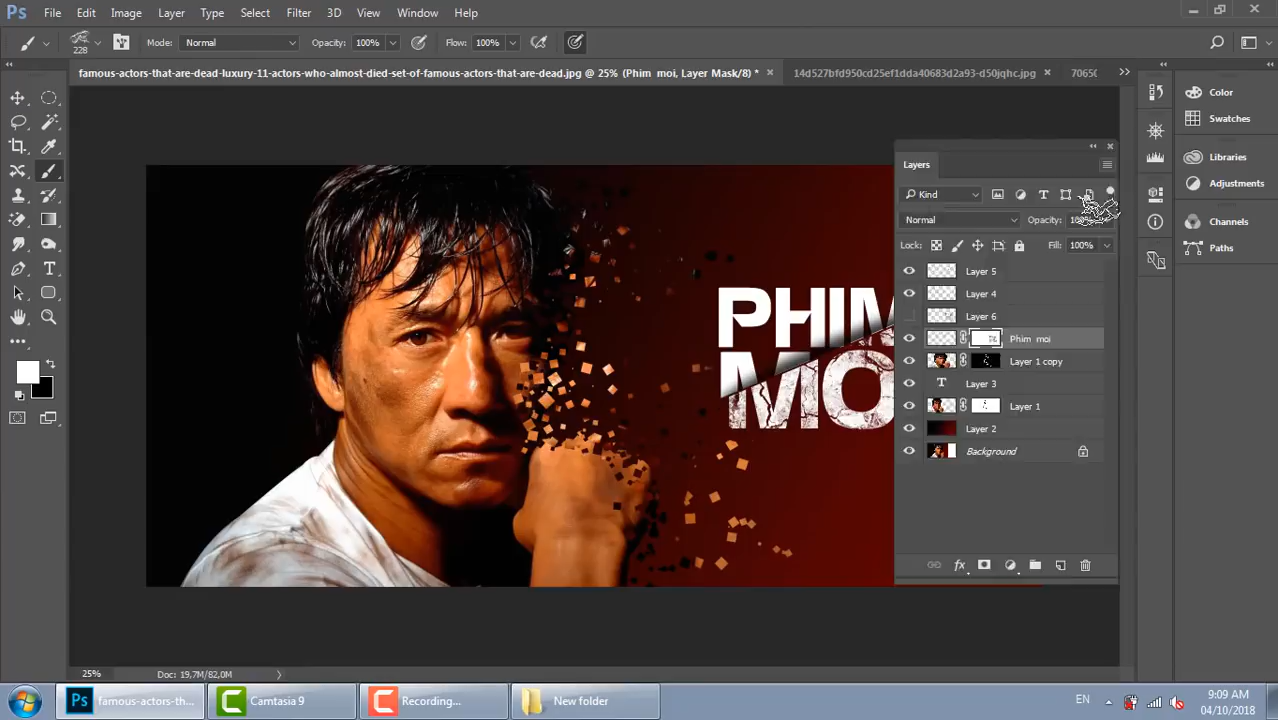 Ps File Edit Image Layer Type Select Filter 3D View Window Help
228 Mode: Normal Opacity: 100% Flow: 100%
famous-actors-that-are-dead-luxury-11-actors-who-almost-died-set-of-famous-actors-that-are-dead.jpg @ 25% (Phim moi, Layer Mask/8) * 14d527bfd950cd25ef1dda40683d2a93-d50jqhc.jpg 7065
Color
Swatches
Libraries
Adjustments
Channels
Paths
Layers
Kind
Normal Opacity:
Lock: Fill: 100%
Layer 5
Layer 4
Layer 6
Phim moi
Layer 1 copy
T Layer 3
Layer 1
Layer 2
Background
fx
PHIM
MO
25% Doc: 19,7M/82,0M
Ps famous-actors-th... Camtasia 9 Recording... New folder EN 9:09 AM
04/10/2018